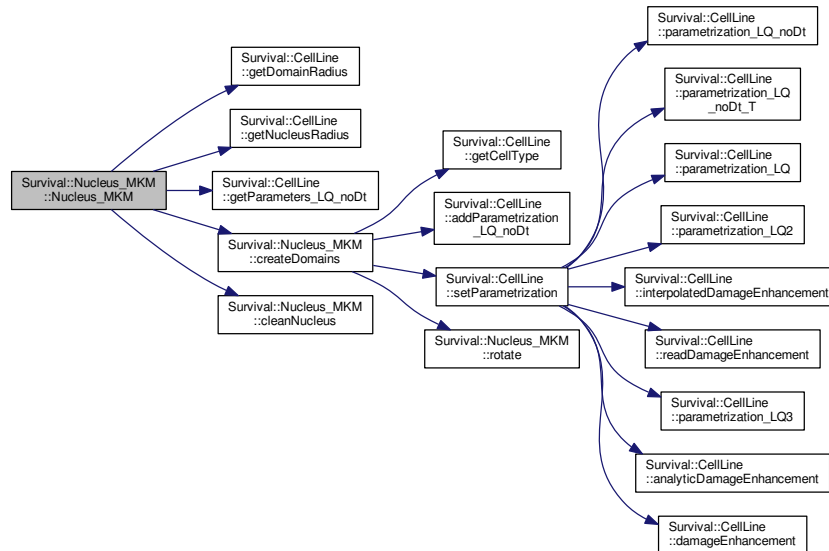 Survival::Nucleus_MKM
::Nucleus_MKM
Survival::CellLine
::getDomainRadius
Survival::CellLine
::getNucleusRadius
Survival::CellLine
::getParameters_LQ_noDt
Survival::Nucleus_MKM
::createDomains
Survival::Nucleus_MKM
::cleanNucleus
Survival::CellLine
::getCellType
Survival::CellLine
::addParametrization
_LQ_noDt
Survival::CellLine
::setParametrization
Survival::Nucleus_MKM
::rotate
Survival::CellLine
::parametrization_LQ_noDt
Survival::CellLine
::parametrization_LQ
_noDt_T
Survival::CellLine
::parametrization_LQ
Survival::CellLine
::parametrization_LQ2
Survival::CellLine
::interpolatedDamageEnhancement
Survival::CellLine
::readDamageEnhancement
Survival::CellLine
::parametrization_LQ3
Survival::CellLine
::analyticDamageEnhancement
Survival::CellLine
::damageEnhancement